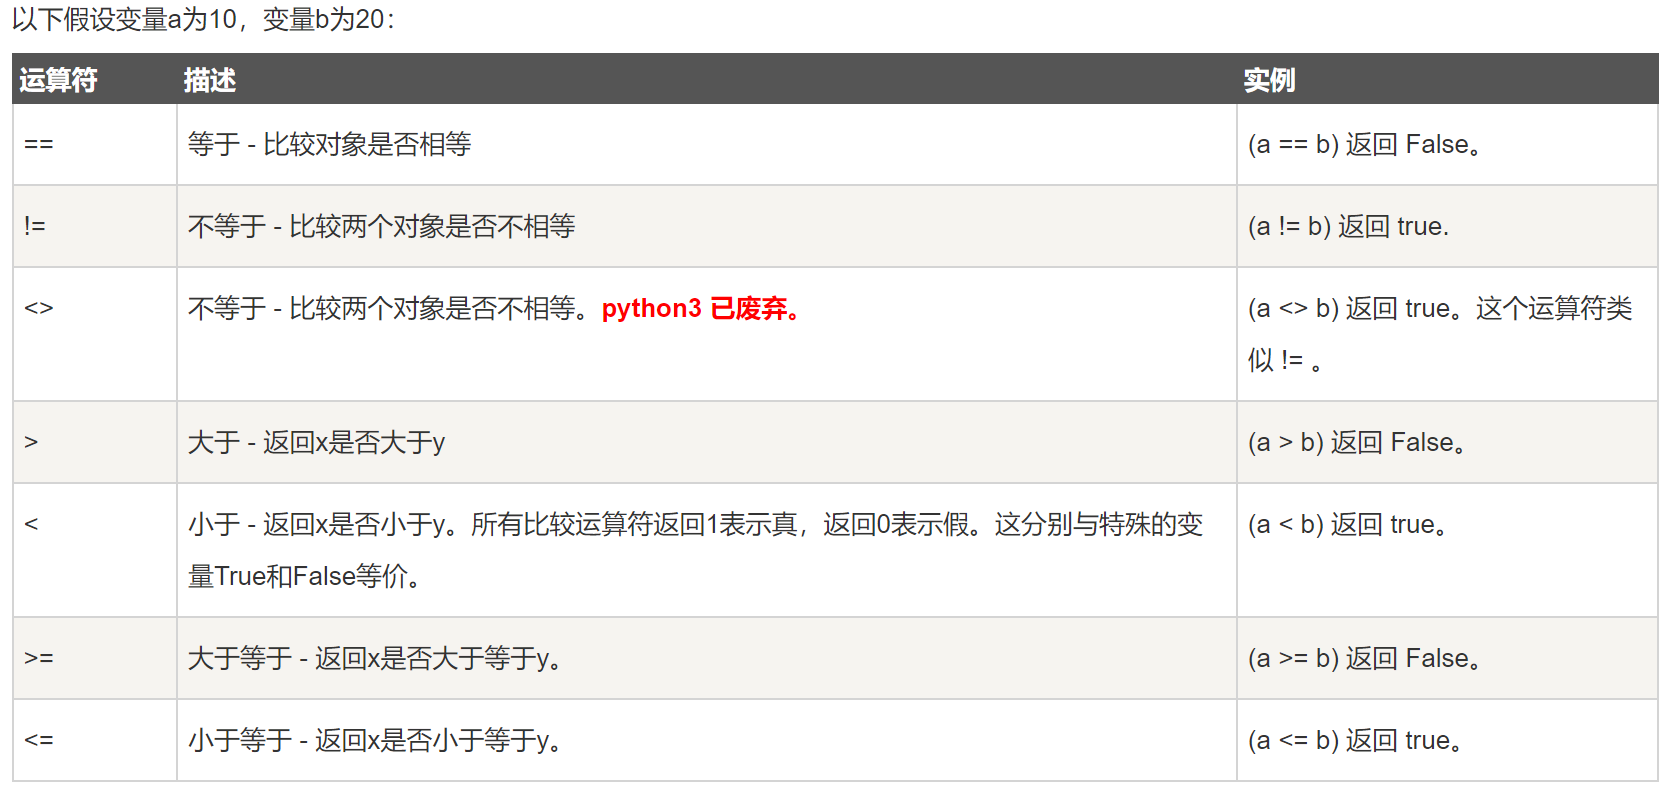 以下假设变量a为10，变量b为20：
运算符 描述 实例
== 等于 - 比较对象是否相等 (a == b) 返回 False。
!= 不等于 - 比较两个对象是否不相等 (a != b) 返回 true.
<> 不等于 - 比较两个对象是否不相等。python3 已废弃。 (a <> b) 返回 true。这个运算符类
似 != 。
> 大于 - 返回x是否大于y (a > b) 返回 False。
< 小于 - 返回x是否小于y。所有比较运算符返回1表示真，返回0表示假。这分别与特殊的变 (a < b) 返回 true。
量True和False等价。
>= 大于等于 - 返回x是否大于等于y。 (a >= b) 返回 False。
<= 小于等于 - 返回x是否小于等于y。 (a <= b) 返回 true。